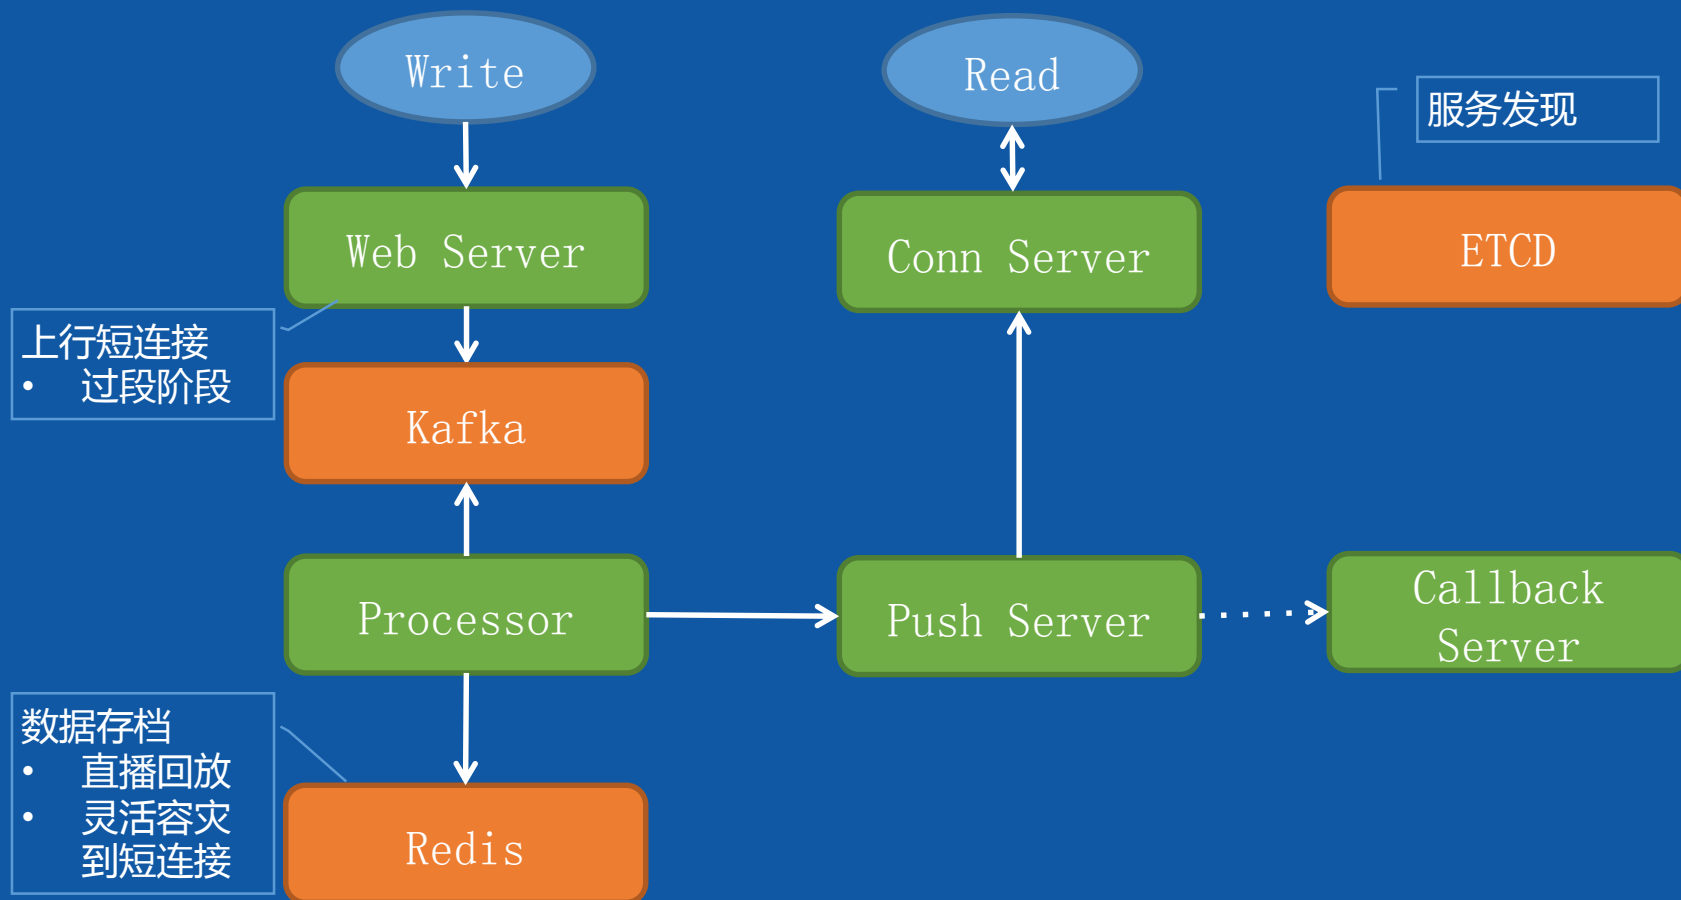 Write
Read
服务发现
Web Server
Conn Server
ETCD
上行短连接
• 过段阶段
Kafka
Processor
Push Server
Callback
Server
数据存档
• 直播回放
• 灵活容灾
到短连接
Redis